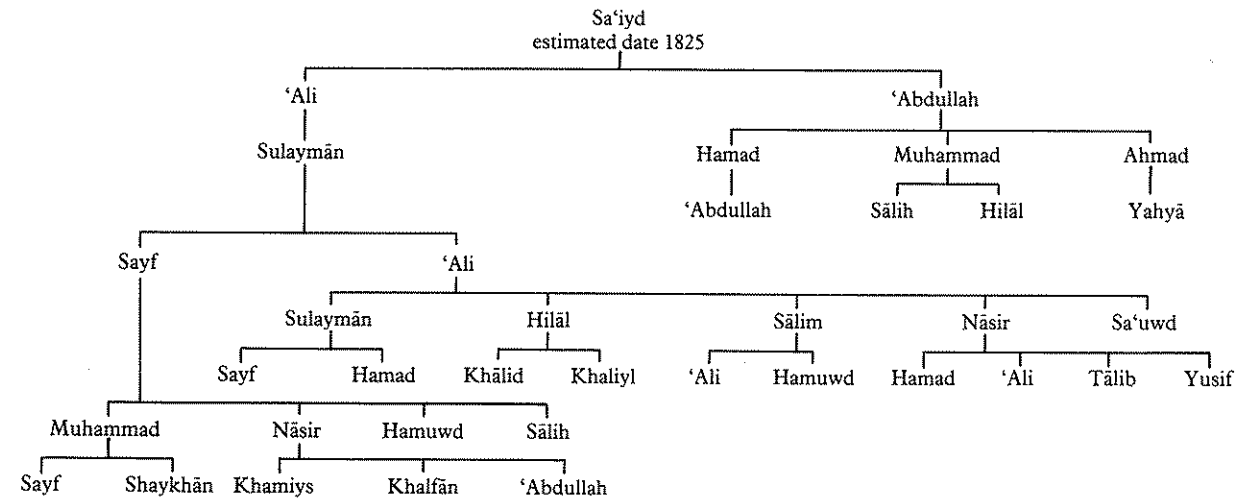 Sa‘iyd
estimated date 1825
‘Ali ‘Abdullah
Sulaymān Hamad Muhammad Ahmad
‘Abdullah Sālih Hilāl Yahyā
Sayf ‘Ali
Sulaymān Hilāl Sālim Nāsir Sa‘uwd
Sayf Hamad Khālid Khaliyl ‘Ali Hamuwd Hamad ‘Ali Tālib Yusif
Muhammad Nāsir Hamuwd Sālih
Sayf Shaykhān Khamiys Khalfān ‘Abdullah